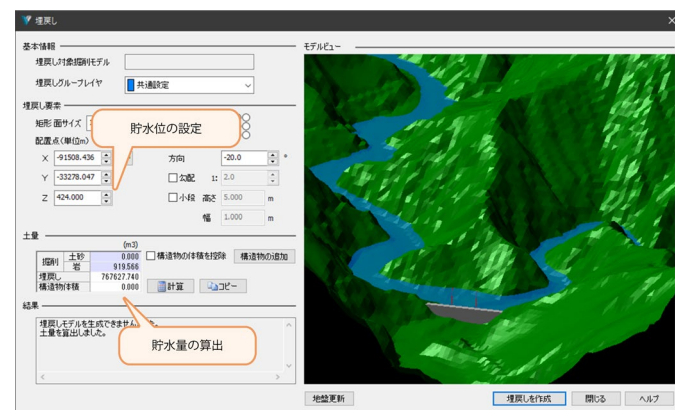 埋戻し
基本情報
埋戻し対象掘削モデル
埋戻しグループレイヤ 共通設定
埋戻し要素
矩形 面サイズ
配置点(単位m)
貯水位の設定
X -91508.436 方向 -20.0 °
Y -33278.047 勾配 1: 2.0
Z 424.000 小段 高さ 5.000 m
幅 1.000 m
土量
(m3)
掘削 土砂 0.000 構造物の体積を控除 構造物の追加
岩 919.566
埋戻し 767627.740
構造物体積 0.000 計算 コピー
結果
埋戻しモデルを生成できません
土量を算出しました。
貯水量の算出
モデルビュー
地盤更新 埋戻しを作成 閉じる ヘルプ